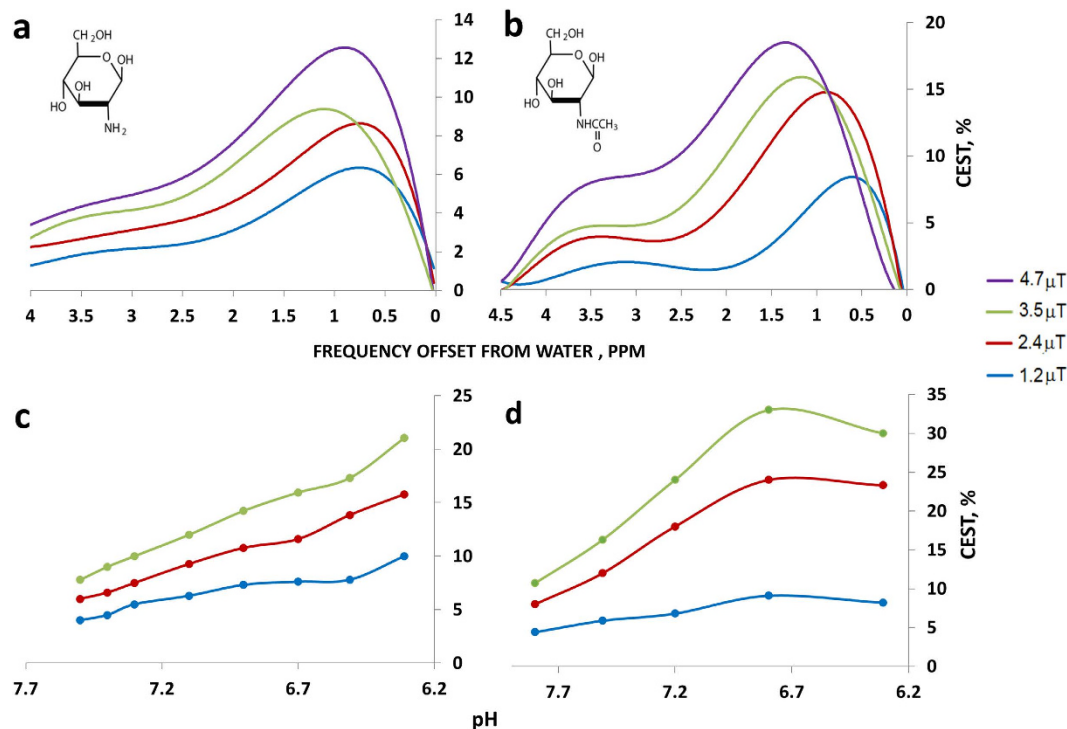 a
CH₂OH
O
OH
OH
HO
NH₂
14
12
10
8
6
4
2
0
4
3.5
3
2.5
2
1.5
1
0.5
0
b
CH₂OH
O
OH
OH
HO
NHCCH₃
O
20
15
10
5
0
CEST, %
4.5
4
3.5
3
2.5
2
1.5
1
0.5
0
FREQUENCY OFFSET FROM WATER , PPM
4.7μT
3.5μT
2.4μT
1.2μT
c
25
20
15
10
5
0
7.7
7.2
6.7
6.2
d
35
30
25
20
15
10
5
0
CEST, %
7.7
7.2
6.7
6.2
pH